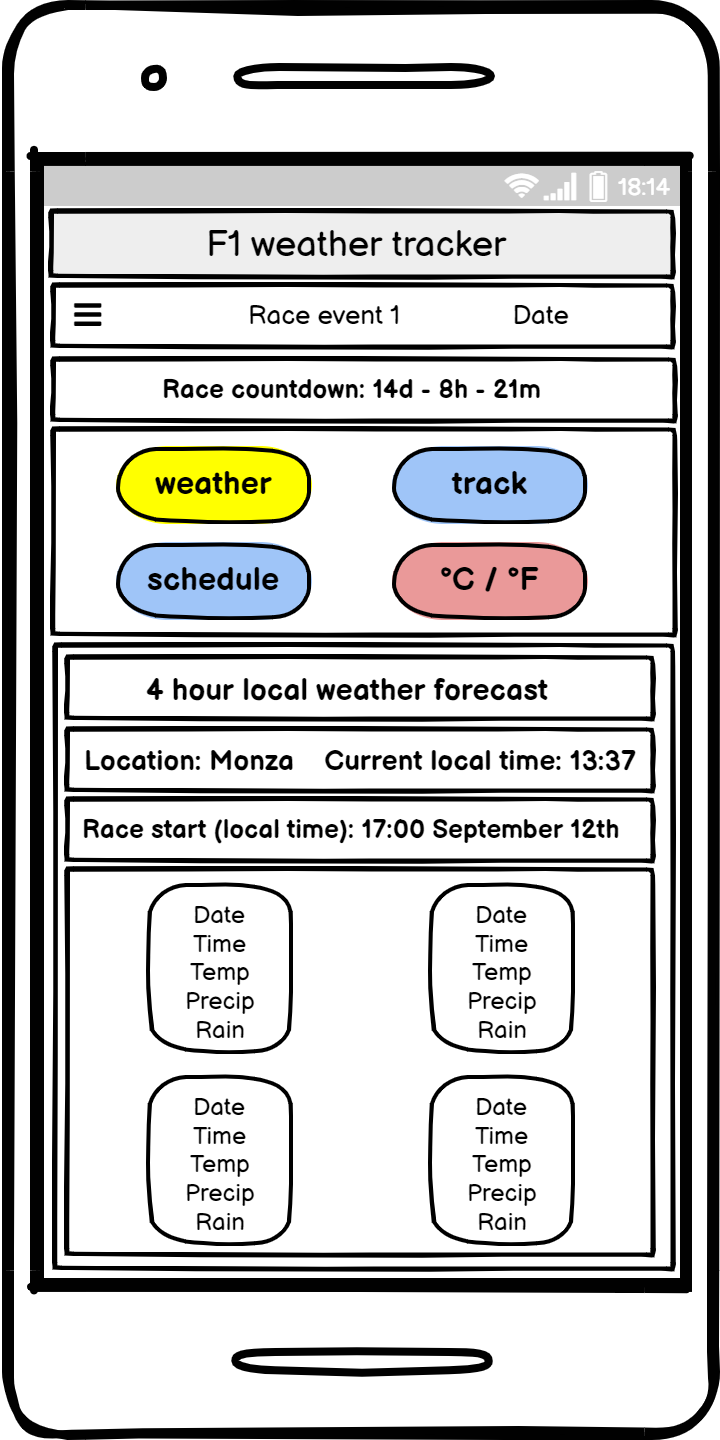 18:14
F1 weather tracker
Race event 1 Date
Race countdown: 14d - 8h - 21m
weather track
schedule °C / °F
4 hour local weather forecast
Location: Monza Current local time: 13:37
Race start (local time): 17:00 September 12th
Date Date
Time Time
Temp Temp
Precip Precip
Rain Rain
Date Date
Time Time
Temp Temp
Precip Precip
Rain Rain